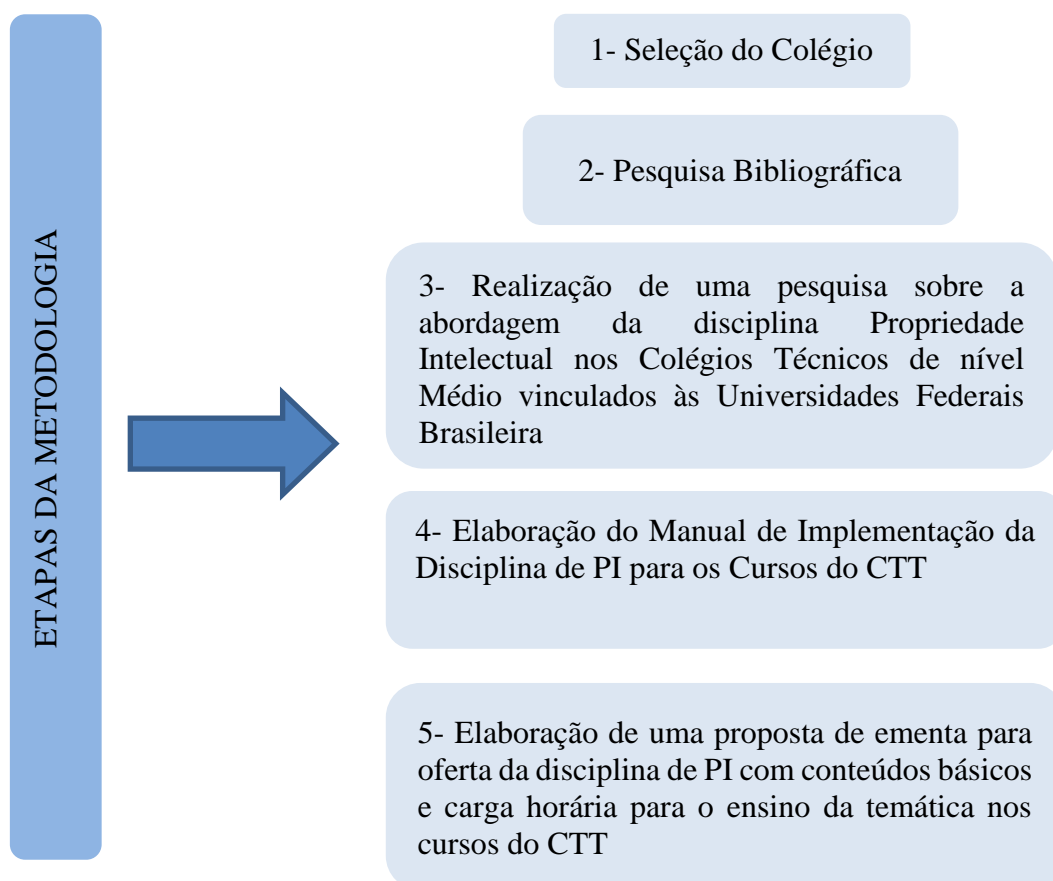 ETAPAS DA METODOLOGIA
1- Seleção do Colégio
2- Pesquisa Bibliográfica
3- Realização de uma pesquisa sobre a
abordagem da disciplina Propriedade
Intelectual nos Colégios Técnicos de nível
Médio vinculados às Universidades Federais
Brasileira
4- Elaboração do Manual de Implementação da
Disciplina de PI para os Cursos do CTT
5- Elaboração de uma proposta de ementa para
oferta da disciplina de PI com conteúdos básicos
e carga horária para o ensino da temática nos
cursos do CTT